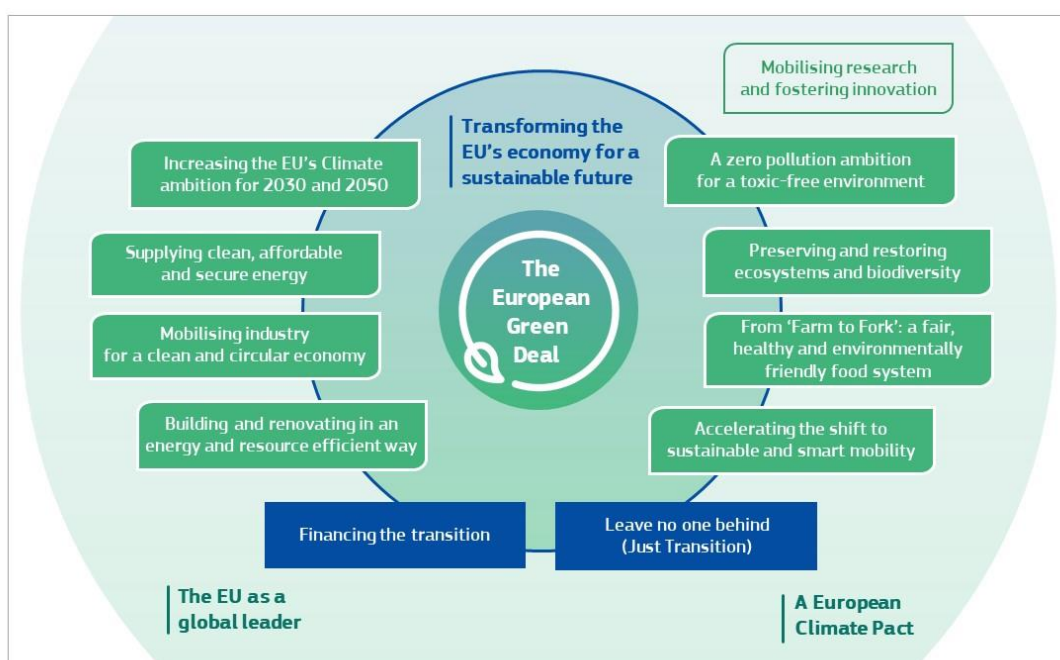 Mobilising research
and fostering innovation
Transforming the
EU's economy for a
sustainable future
Increasing the EU's Climate
ambition for 2030 and 2050
A zero pollution ambition
for a toxic-free environment
Supplying clean, affordable
and secure energy
Preserving and restoring
ecosystems and biodiversity
The
European
Green
Deal
Mobilising industry
for a clean and circular economy
From ‘Farm to Fork’: a fair,
healthy and environmentally
friendly food system
Building and renovating in an
energy and resource efficient way
Accelerating the shift to
sustainable and smart mobility
Financing the transition
Leave no one behind
(Just Transition)
The EU as a
global leader
A European
Climate Pact